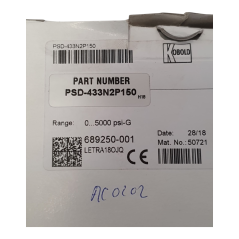 PSD-433N2P150
KOBOLD
PART NUMBER
PSD-433N2P150
Range: 0...5000 psi-G
Date: 28/18
Mat. No.: 50721
689250-001
LETRA180JQ
AC0202